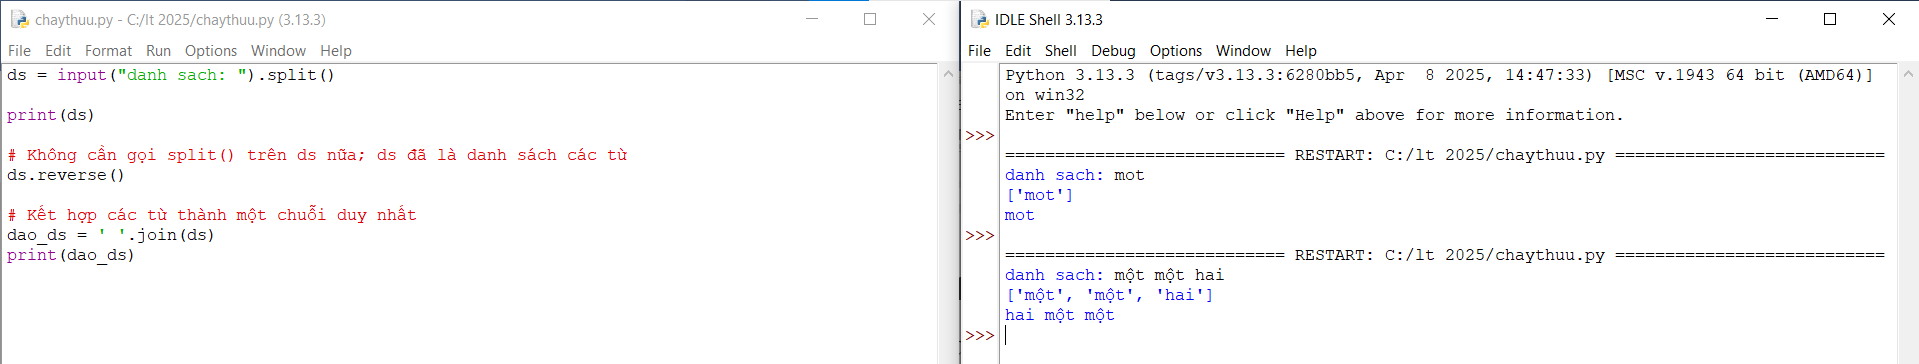 chaythuu.py - C:/lt 2025/chaythuu.py (3.13.3)
File Edit Format Run Options Window Help
ds = input("danh sach: ").split()
print(ds)
# Không cần gọi split() trên ds nữa; ds đã là danh sách các từ
ds.reverse()
# Kết hợp các từ thành một chuỗi duy nhất
dao_ds = ' '.join(ds)
print(dao_ds)
IDLE Shell 3.13.3
File Edit Shell Debug Options Window Help
Python 3.13.3 (tags/v3.13.3:6280bb5, Apr  8 2025, 14:47:33) [MSC v.1943 64 bit (AMD64)]
on win32
Enter "help" below or click "Help" above for more information.
>>>
============================ RESTART: C:/lt 2025/chaythuu.py ===========================
danh sach: mot
['mot']
mot
>>>
============================ RESTART: C:/lt 2025/chaythuu.py ===========================
danh sach: một một hai
['một', 'một', 'hai']
hai một một
>>>